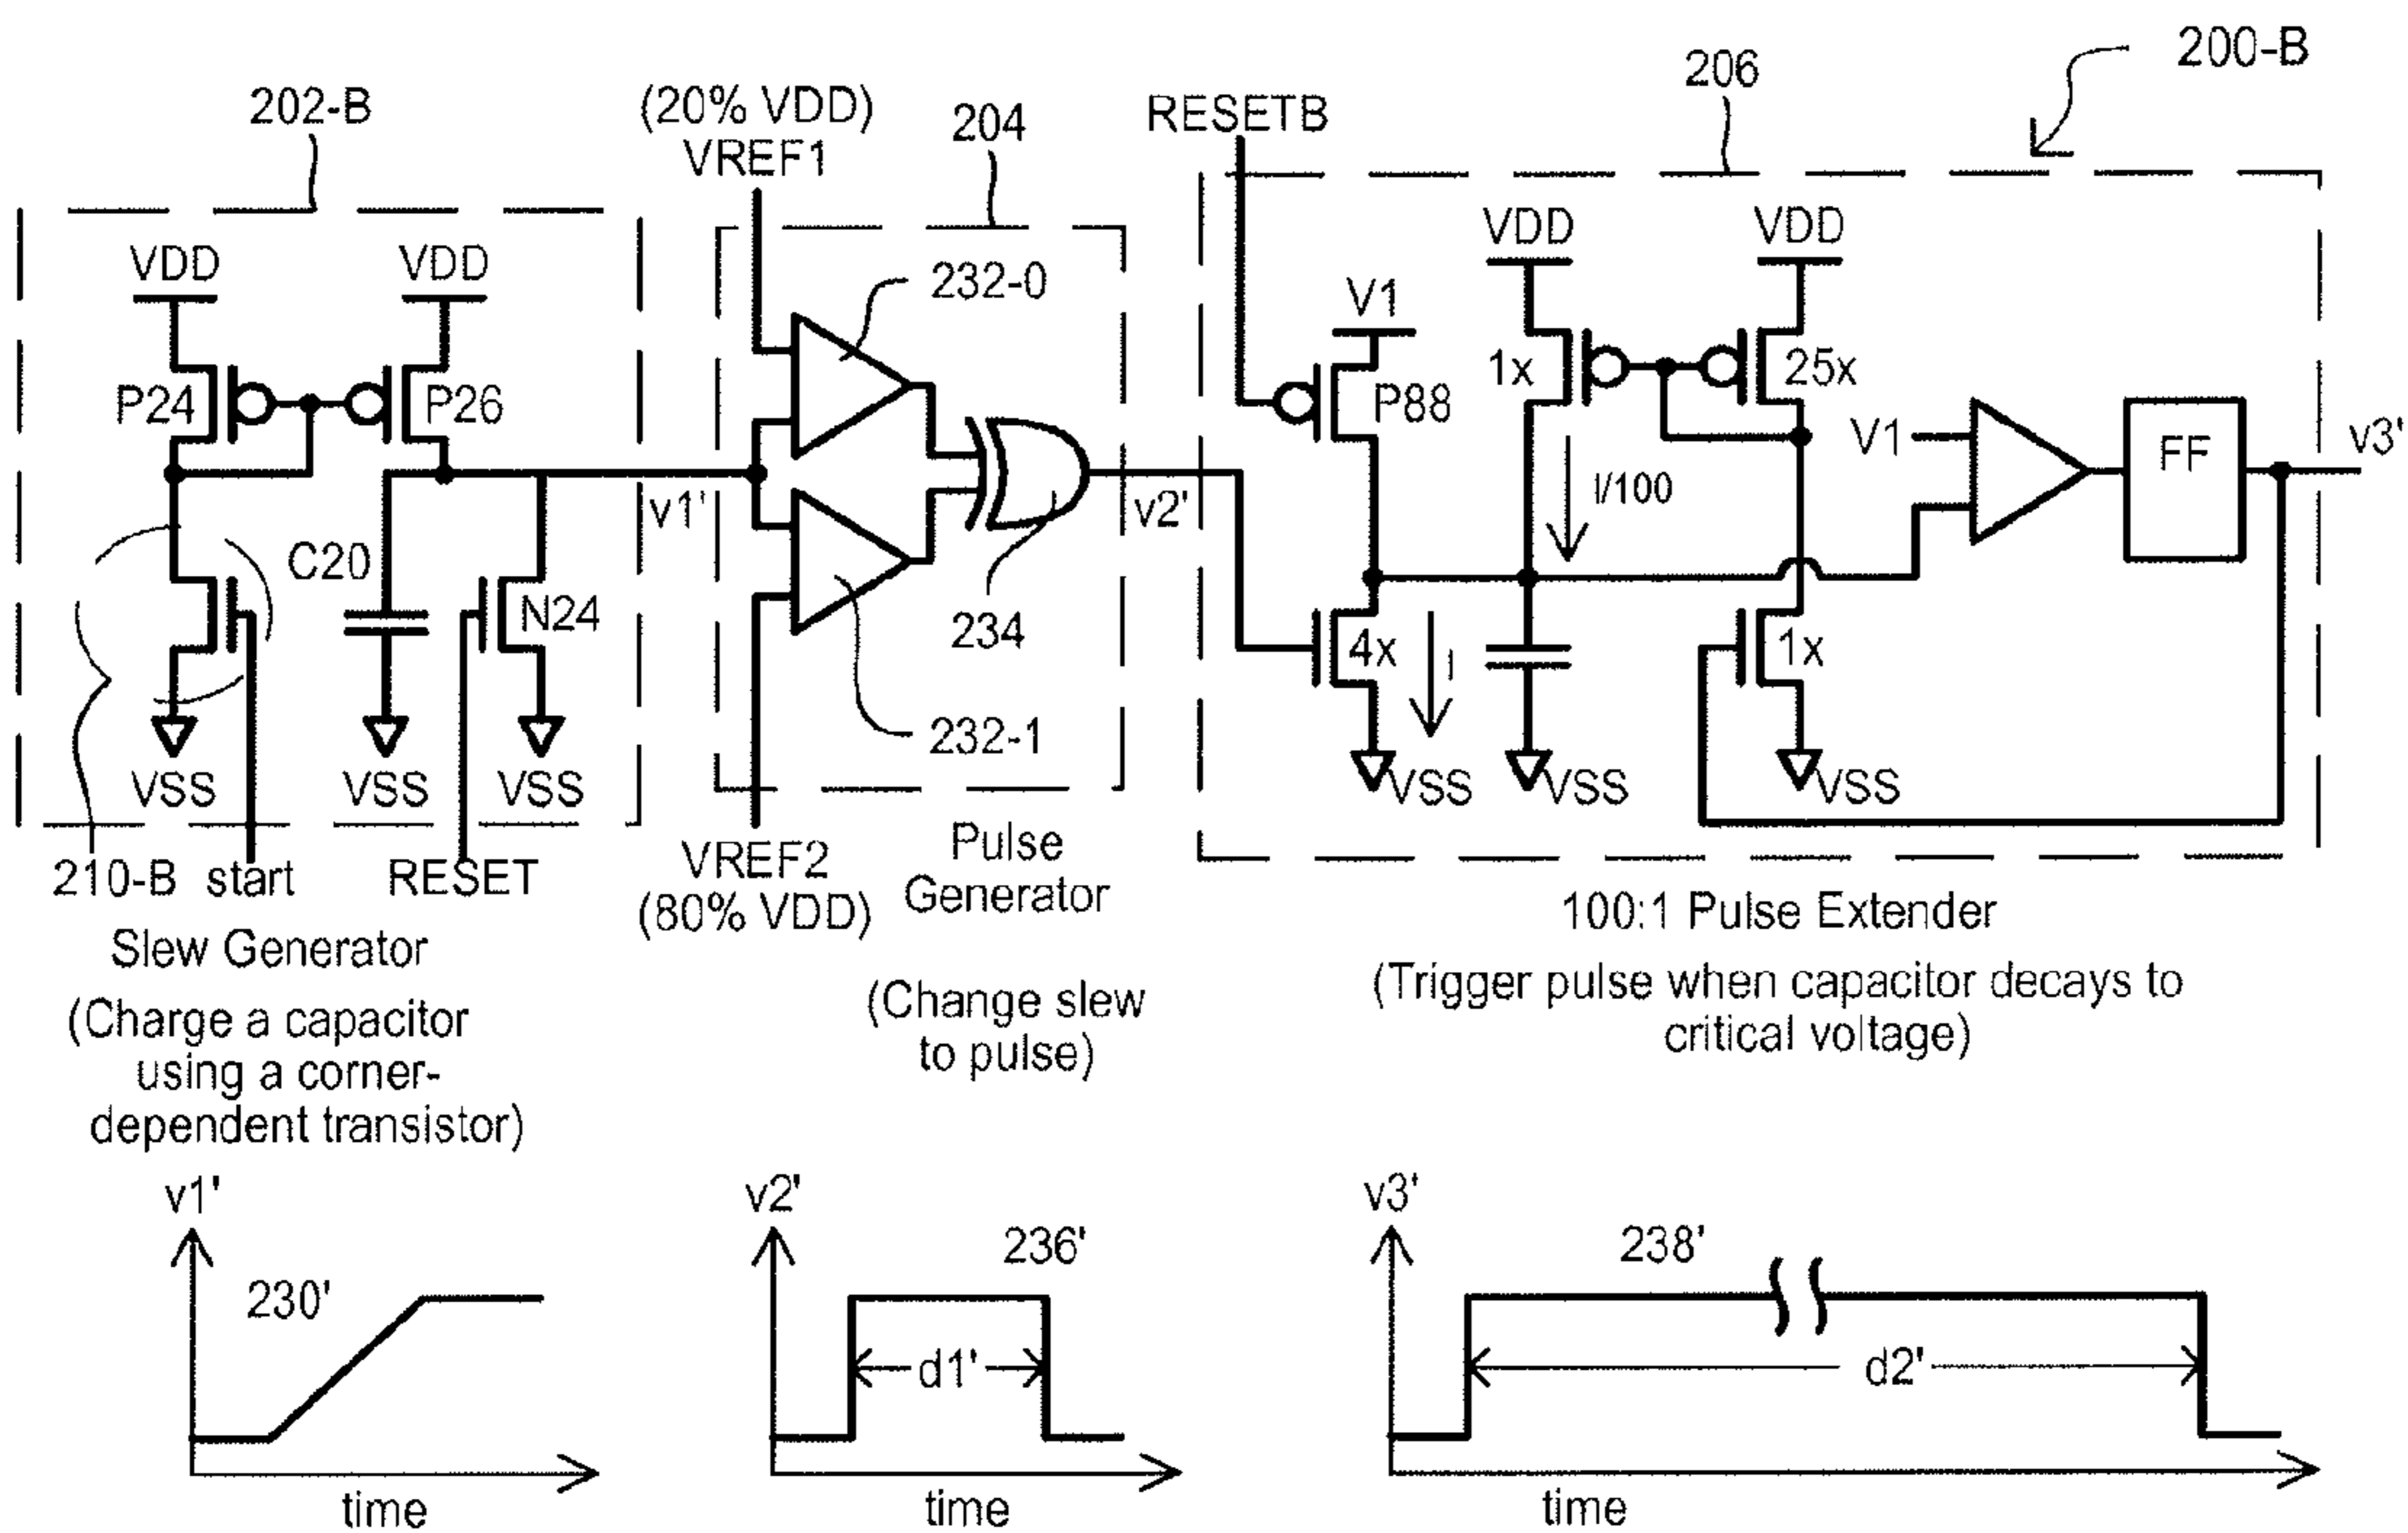 200-B
206
202-B
(20% VDD)
VREF1
204
RESETB
VDD
VDD
P24
P26
C20
N24
VSS
VSS
VSS
210-B
start
RESET
v1'
232-0
232-1
234
VREF2
(80% VDD)
v2'
V1
P88
VDD
VDD
1x
25x
I/100
V1
FF
v3'
4x
I
1x
VSS
VSS
VSS
Slew Generator
(Charge a capacitor
using a corner-
dependent transistor)
Pulse
Generator
(Change slew
to pulse)
100:1 Pulse Extender
(Trigger pulse when capacitor decays to
critical voltage)
v1'
230'
time
v2'
236'
d1'
time
v3'
238'
d2'
time